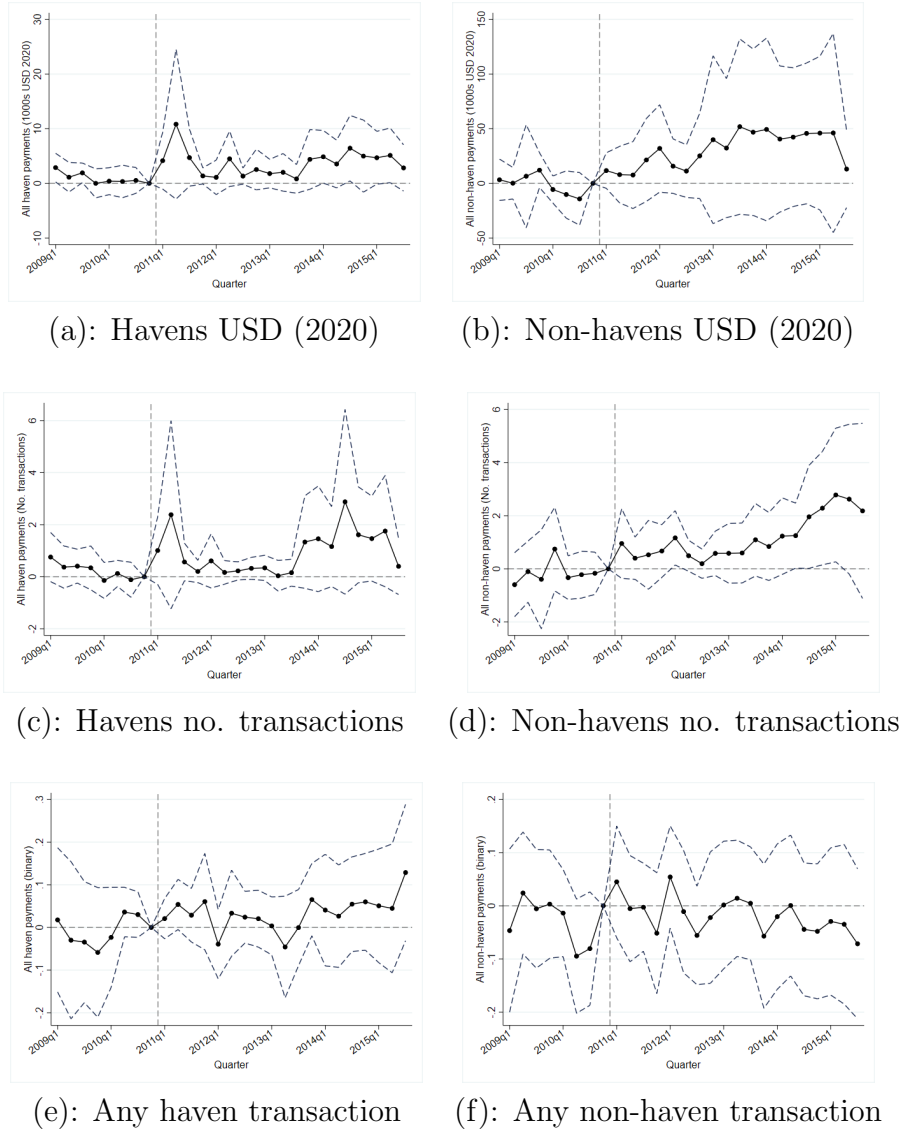 All haven payments (1000s USD 2020)
30
20
10
0
-10
2009q1
2010q1
2011q1
2012q1
2013q1
2014q1
2015q1
Quarter
(a): Havens USD (2020)
All non-haven payments (1000s USD 2020)
150
100
50
0
-50
2009q1
2010q1
2011q1
2012q1
2013q1
2014q1
2015q1
Quarter
(b): Non-havens USD (2020)
All haven payments (No. transactions)
6
4
2
0
-2
2009q1
2010q1
2011q1
2012q1
2013q1
2014q1
2015q1
Quarter
(c): Havens no. transactions
All non-haven payments (No. transactions)
6
4
2
0
-2
2009q1
2010q1
2011q1
2012q1
2013q1
2014q1
2015q1
Quarter
(d): Non-havens no. transactions
All haven payments (binary)
.3
.2
.1
0
-.1
-.2
2009q1
2010q1
2011q1
2012q1
2013q1
2014q1
2015q1
Quarter
(e): Any haven transaction
All non-haven payments (binary)
.2
.1
0
-.1
-.2
2009q1
2010q1
2011q1
2012q1
2013q1
2014q1
2015q1
Quarter
(f): Any non-haven transaction